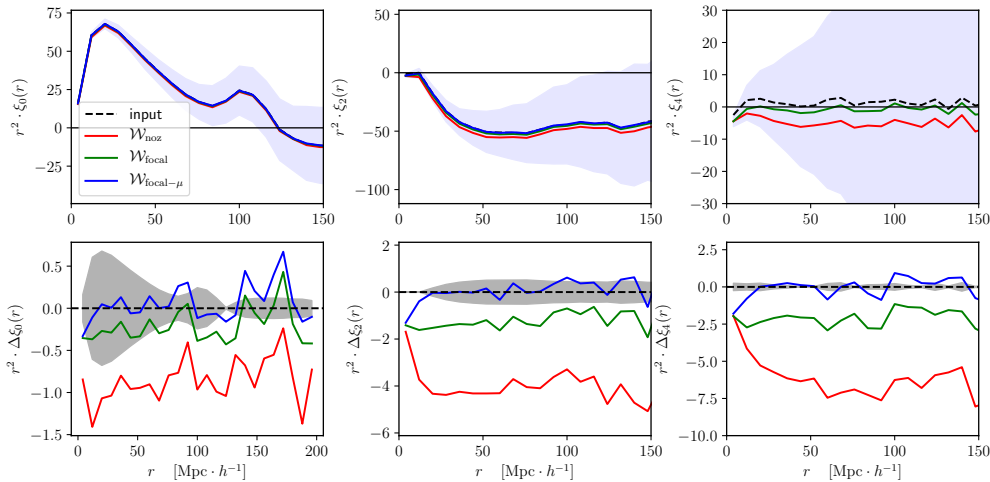 75
50
25
0
−25
r² · ξ₀(r)
input
𝒲noz
𝒲focal
𝒲focal−μ
0 50 100 150
0
−50
−100
r² · ξ₂(r)
0 50 100 150
30
20
10
0
−10
−20
−30
r² · ξ₄(r)
0 50 100 150
0.5
0.0
−0.5
−1.0
−1.5
r² · Δξ₀(r)
0 50 100 150 200
r [Mpc · h⁻¹]
2
0
−2
−4
−6
r² · Δξ₂(r)
0 50 100 150
r [Mpc · h⁻¹]
2.5
0.0
−2.5
−5.0
−7.5
−10.0
r² · Δξ₄(r)
0 50 100 150
r [Mpc · h⁻¹]